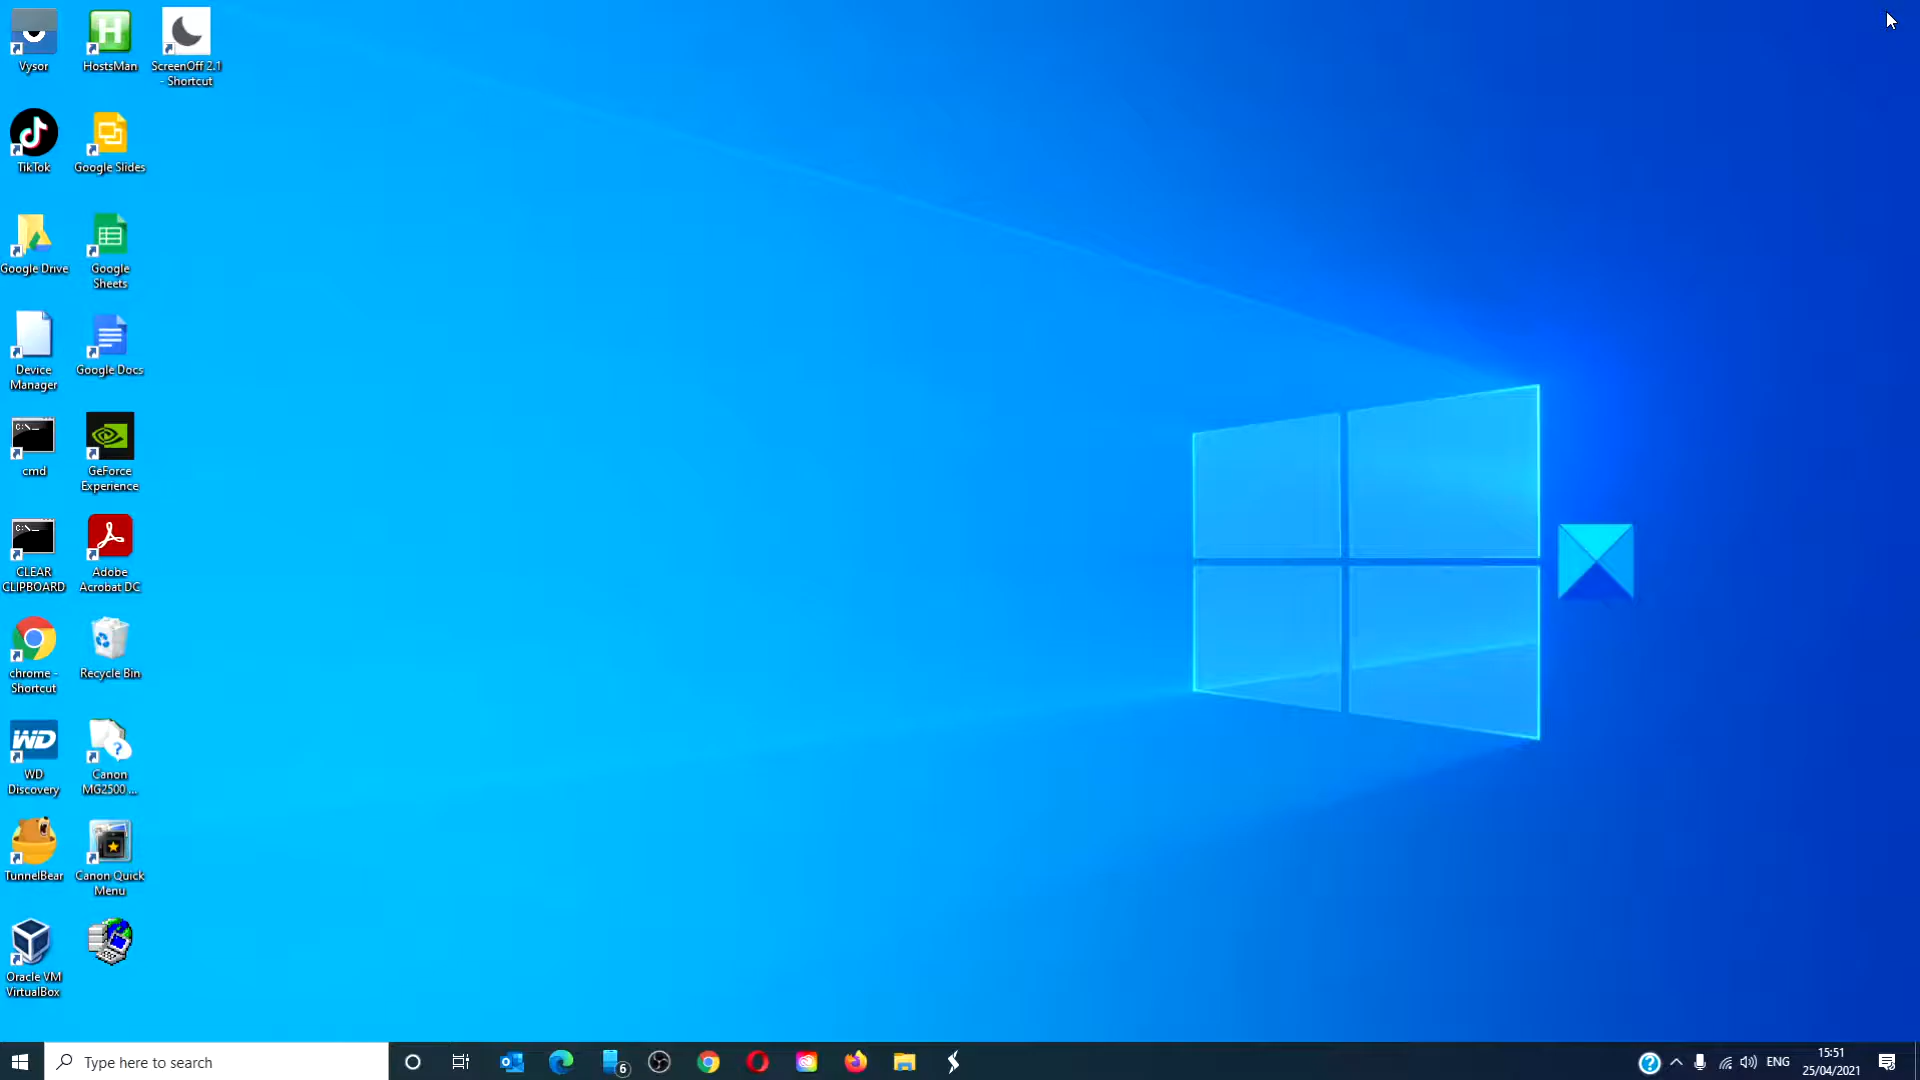 Vysor
HostsMan
ScreenOff 2.1
- Shortcut
TikTok
Google Slides
Google Drive
Google
Sheets
Device
Manager
Google Docs
C:\_
cmd
GeForce
Experience
C:\_
CLEAR
CLIPBOARD
Adobe
Acrobat DC
chrome -
Shortcut
Recycle Bin
WD
WD
Discovery
Canon
MG2500 ...
TunnelBear
Canon Quick
Menu
Oracle VM
VirtualBox
Type here to search
6
ENG
15:51
25/04/2021